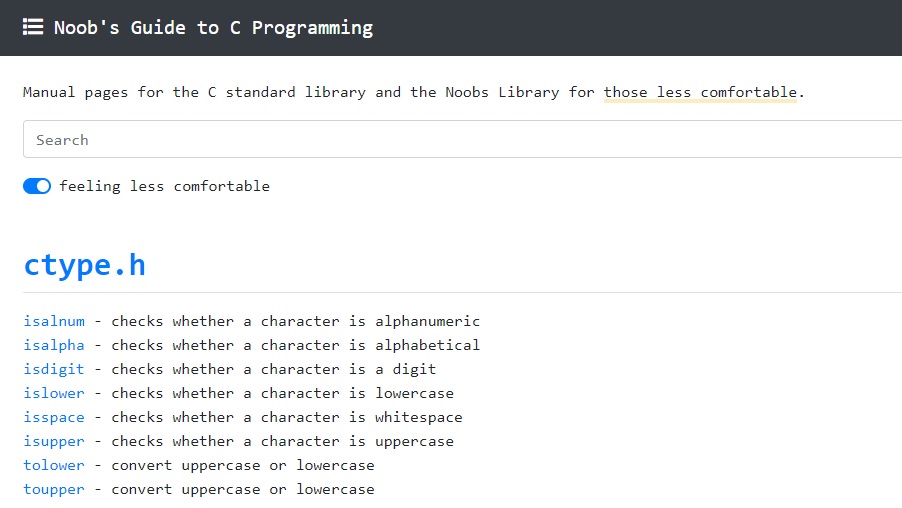 Noob's Guide to C Programming
Manual pages for the C standard library and the Noobs Library for those less comfortable.
Search
feeling less comfortable
ctype.h
isalnum - checks whether a character is alphanumeric
isalpha - checks whether a character is alphabetical
isdigit - checks whether a character is a digit
islower - checks whether a character is lowercase
isspace - checks whether a character is whitespace
isupper - checks whether a character is uppercase
tolower - convert uppercase or lowercase
toupper - convert uppercase or lowercase